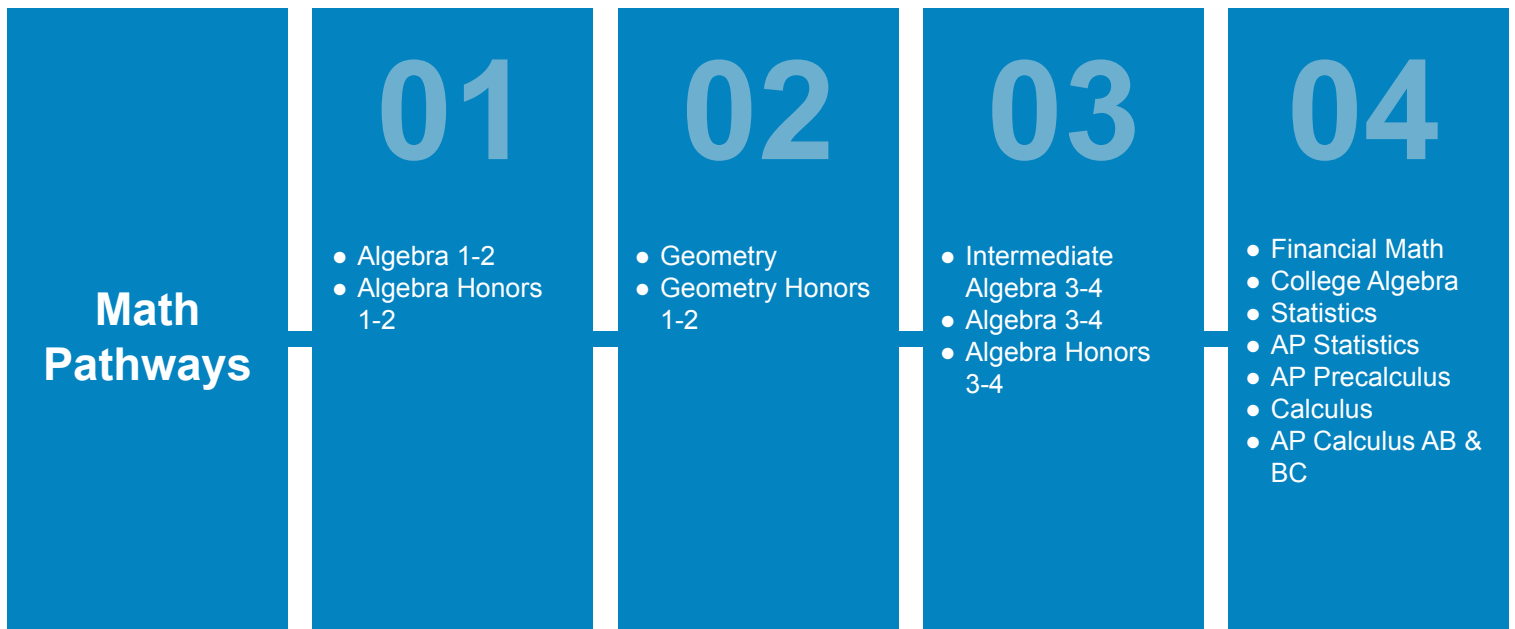 Math
Pathways
01
● Algebra 1-2
● Algebra Honors
1-2
02
● Geometry
● Geometry Honors
1-2
03
● Intermediate
Algebra 3-4
● Algebra 3-4
● Algebra Honors
3-4
04
● Financial Math
● College Algebra
● Statistics
● AP Statistics
● AP Precalculus
● Calculus
● AP Calculus AB &
BC